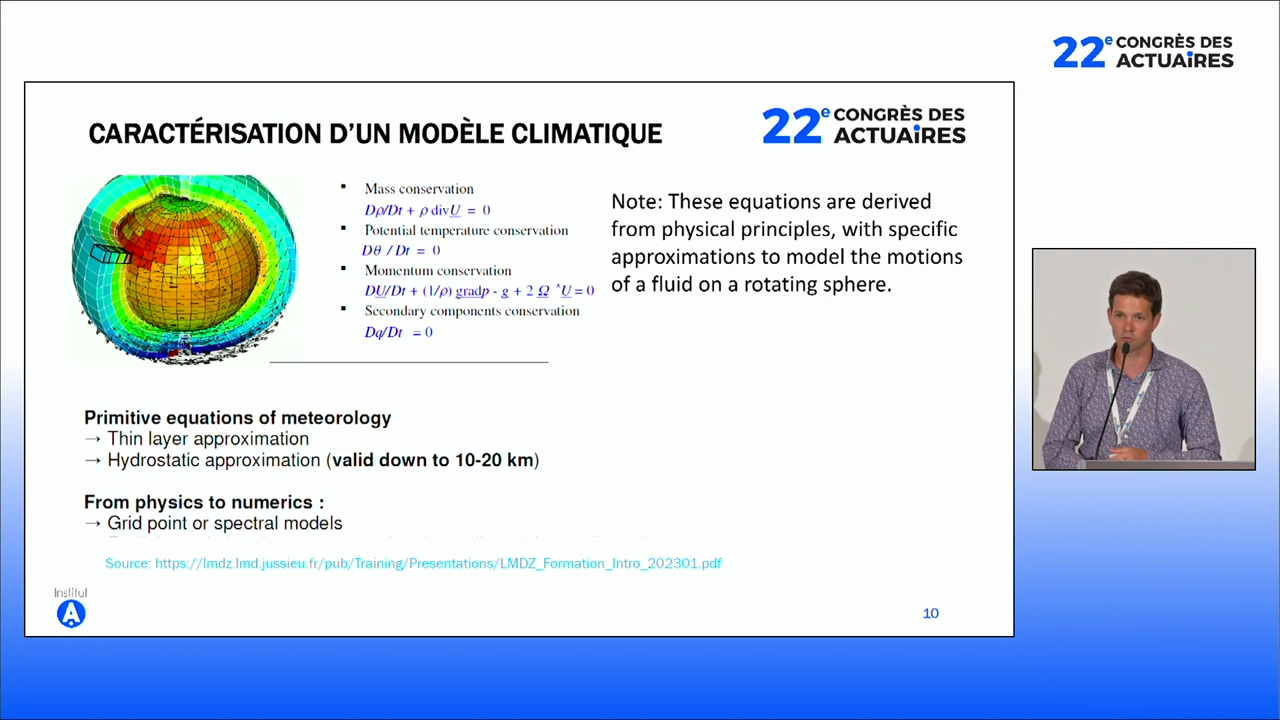 22e CONGRÈS DES
ACTUAiRES
CARACTÉRISATION D'UN MODÈLE CLIMATIQUE
22e CONGRÈS DES
ACTUAiRES
▪ Mass conservation
Dρ/Dt + ρ divU = 0
▪ Potential temperature conservation
Dθ / Dt = 0
▪ Momentum conservation
DU/Dt + (1/ρ) gradp - g + 2 Ω ^U = 0
▪ Secondary components conservation
Dq/Dt = 0
Note: These equations are derived
from physical principles, with specific
approximations to model the motions
of a fluid on a rotating sphere.
Primitive equations of meteorology
→ Thin layer approximation
→ Hydrostatic approximation (valid down to 10-20 km)
From physics to numerics :
→ Grid point or spectral models
Source: https://lmdz.lmd.jussieu.fr/pub/Training/Presentations/LMDZ_Formation_Intro_202301.pdf
Institut
A
10